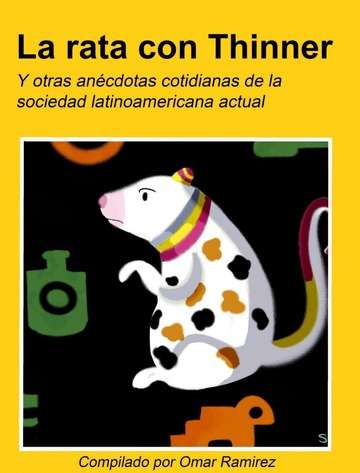 La rata con Thinner
Y otras anécdotas cotidianas de la
sociedad latinoamericana actual
S
Compilado por Omar Ramirez